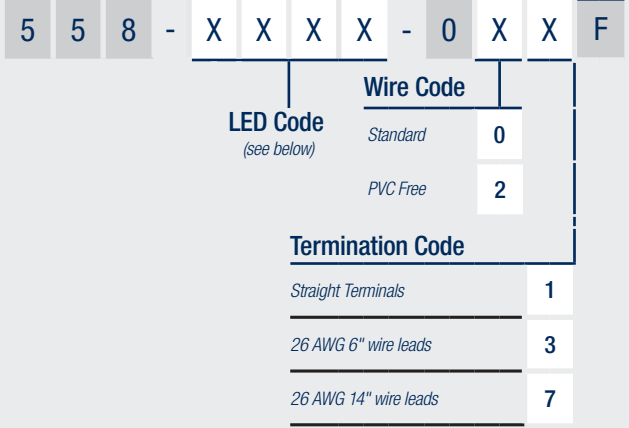 5 5 8 - X X X X - 0 X X F
Wire Code
LED Code
(see below)
Standard 0
PVC Free 2
Termination Code
Straight Terminals 1
26 AWG 6" wire leads 3
26 AWG 14" wire leads 7